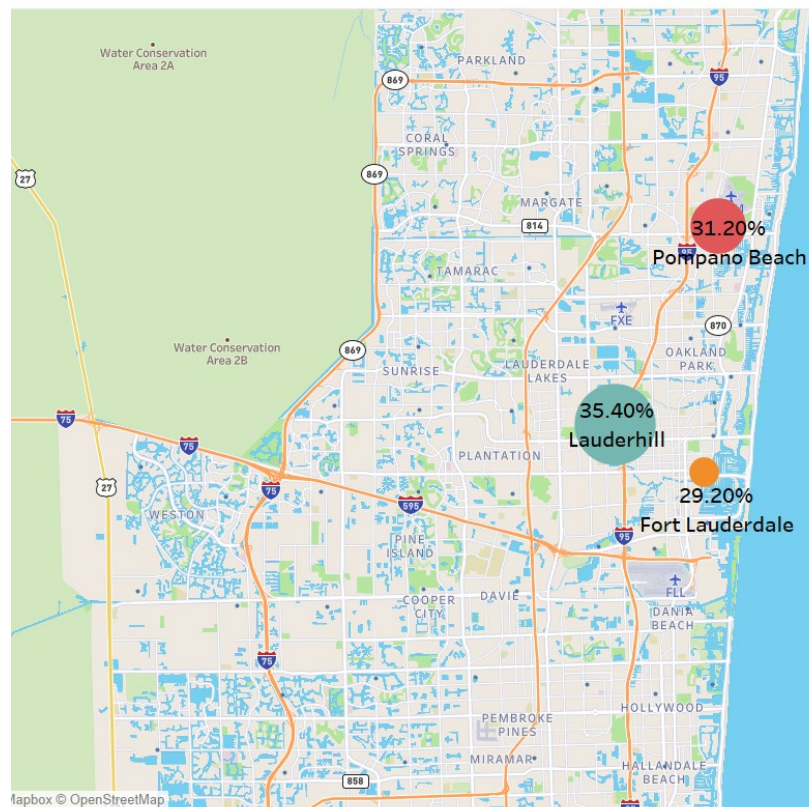 Water Conservation
Area 2A
PARKLAND
869
95
27
CORAL
SPRINGS
869
MARGATE
814
31.20%
95
Pompano Beach
TAMARAC
FXE
870
Water Conservation
Area 2B
869
SUNRISE
LAUDERDALE
LAKES
OAKLAND
PARK
75
35.40%
Lauderhill
75
PLANTATION
27
75
29.20%
595
Fort Lauderdale
WESTON
95
PINE
ISLAND
FLL
COOPER
CITY
DAVIE
DANIA
BEACH
75
HOLLYWOOD
PEMBROKE
PINES
MIRAMAR
HALLANDALE
BEACH
858
Mapbox © OpenStreetMap